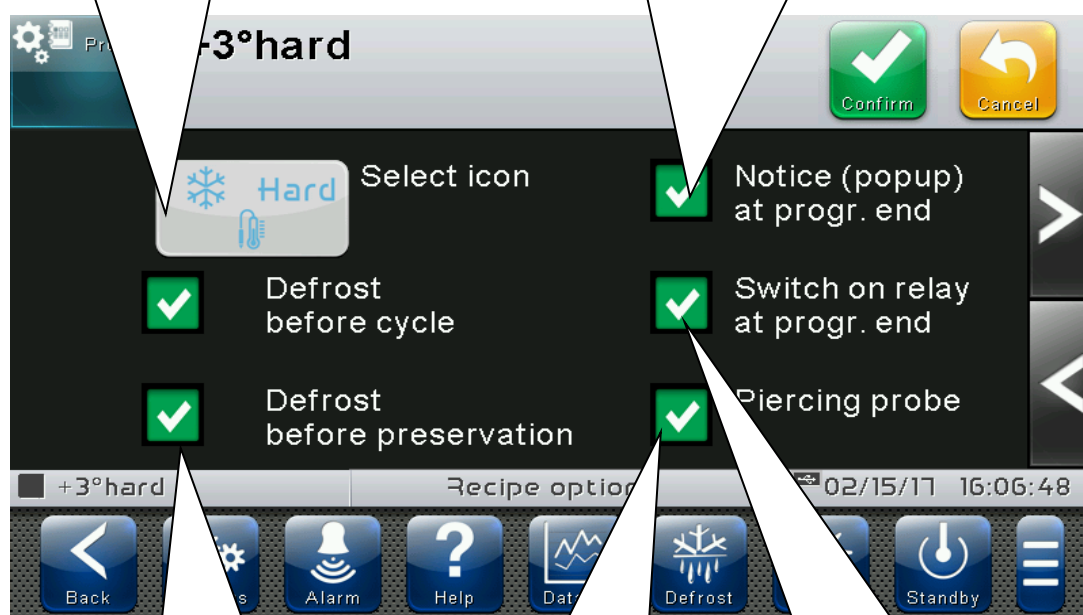 +3°hard
Confirm
Cancel
Hard
Select icon
Notice (popup)
at progr. end
Defrost
before cycle
Switch on relay
at progr. end
Defrost
before preservation
Piercing probe
+3°hard
Recipe
02/15/17 16:06:48
Back
Alarm
Help
Defrost
Standby